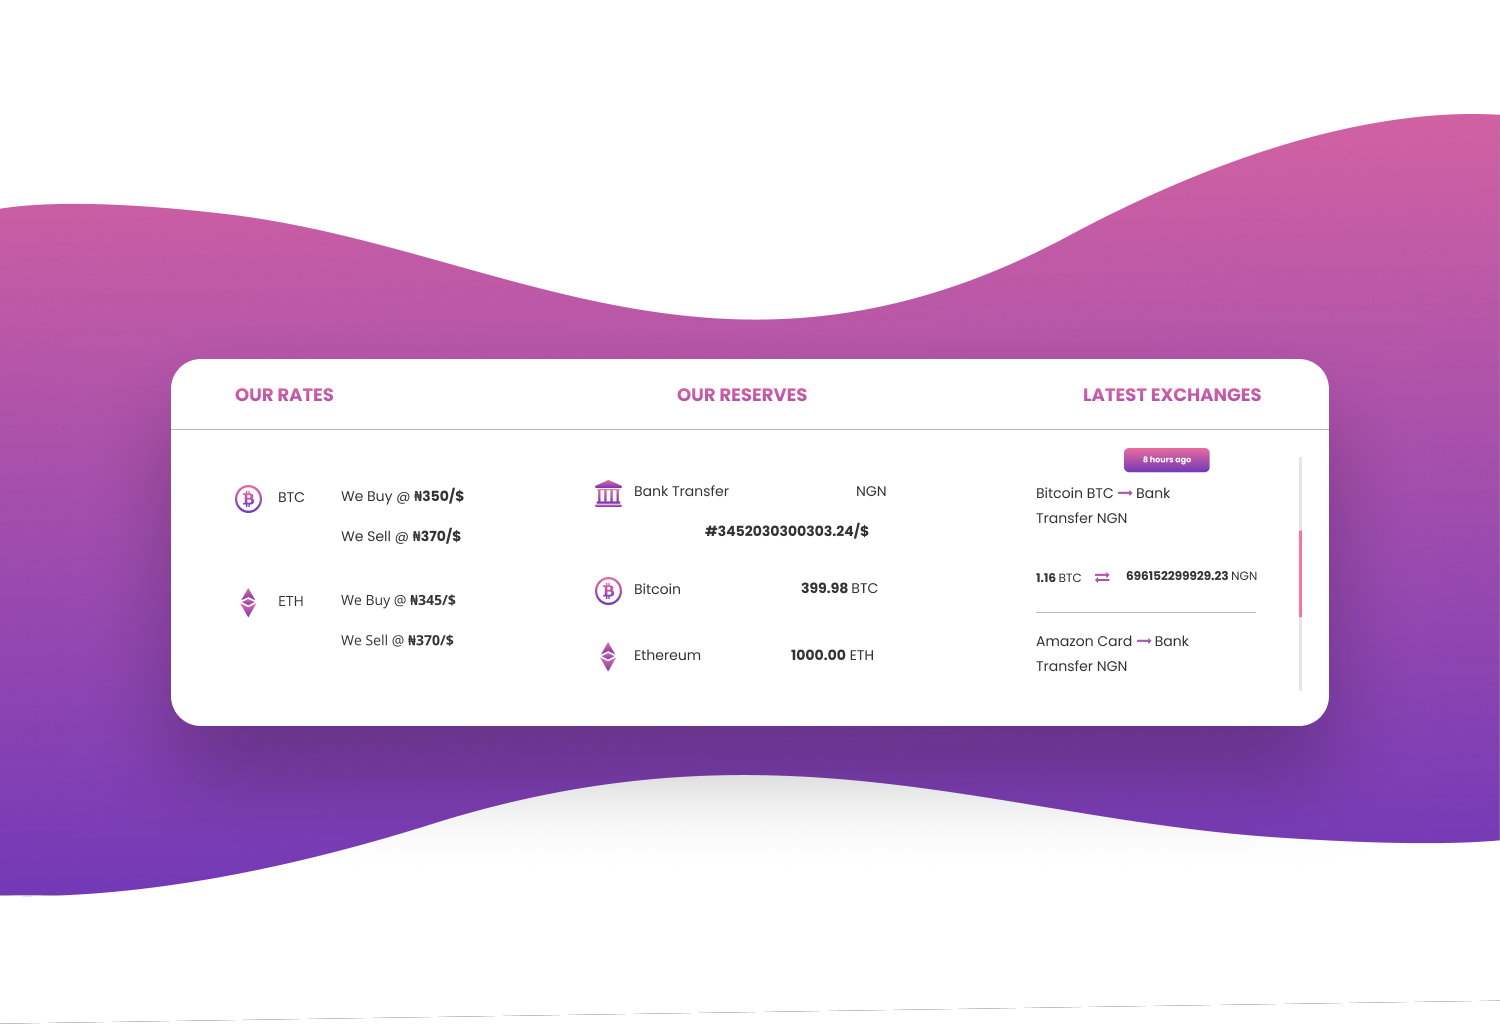 OUR RATES
OUR RESERVES
LATEST EXCHANGES
BTC
We Buy @ ₦350/$
We Sell @ ₦370/$
ETH
We Buy @ ₦345/$
We Sell @ ₦370/$
Bank Transfer
NGN
#3452030300303.24/$
Bitcoin
399.98 BTC
Ethereum
1000.00 ETH
8 hours ago
Bitcoin BTC ⟶ Bank
Transfer NGN
1.16 BTC ⇄ 696152299929.23 NGN
Amazon Card ⟶ Bank
Transfer NGN